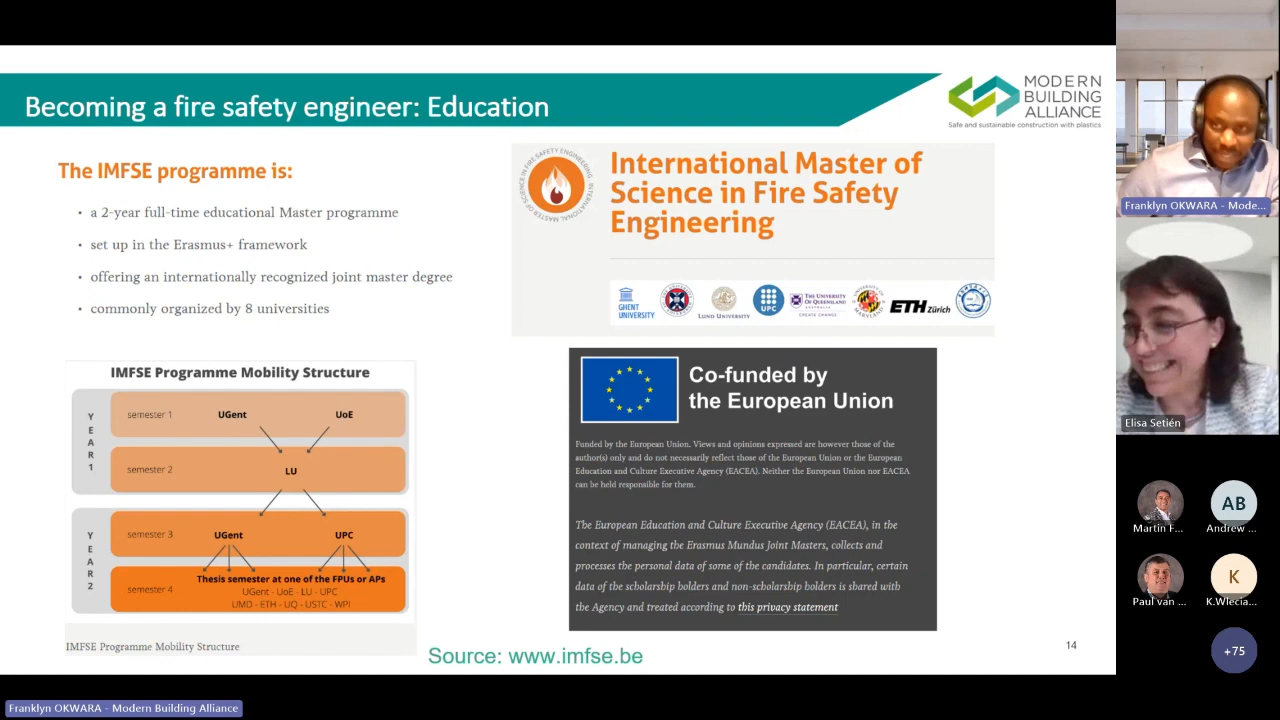 Becoming a fire safety engineer: Education
MODERN
BUILDING
ALLIANCE
Safe and sustainable construction with plastics
The IMFSE programme is:
• a 2-year full-time educational Master programme
• set up in the Erasmus+ framework
• offering an internationally recognized joint master degree
• commonly organized by 8 universities
International Master of
Science in Fire Safety
Engineering
GHENT
UNIVERSITY
LUND UNIVERSITY
UPC
THE UNIVERSITY
OF QUEENSLAND
AUSTRALIA
CREATE CHANGE
UNIVERSITY OF
MARYLAND
ETH Zürich
IMFSE Programme Mobility Structure
YEAR1
semester 1 UGent UoE
semester 2 LU
YEAR2
semester 3 UGent UPC
Thesis semester at one of the FPUs or APs
semester 4 UGent - UoE - LU - UPC
UMD - ETH - UQ - USTC - WPI
IMFSE Programme Mobility Structure
Co-funded by
the European Union
Funded by the European Union. Views and opinions expressed are however those of the
author(s) only and do not necessarily reflect those of the European Union or the European
Education and Culture Executive Agency (EACEA). Neither the European Union nor EACEA
can be held responsible for them.
The European Education and Culture Executive Agency (EACEA), in the
context of managing the Erasmus Mundus Joint Masters, collects and
processes the personal data of some of the candidates. In particular, certain
data of the scholarship holders and non-scholarship holders is shared with
the Agency and treated according to this privacy statement
Source: www.imfse.be
14
Franklyn OKWARA - Mode...
Elisa Setién
Martin F...
AB
Andrew ...
Paul van ...
K
K.Wlecia...
+75
Franklyn OKWARA - Modern Building Alliance